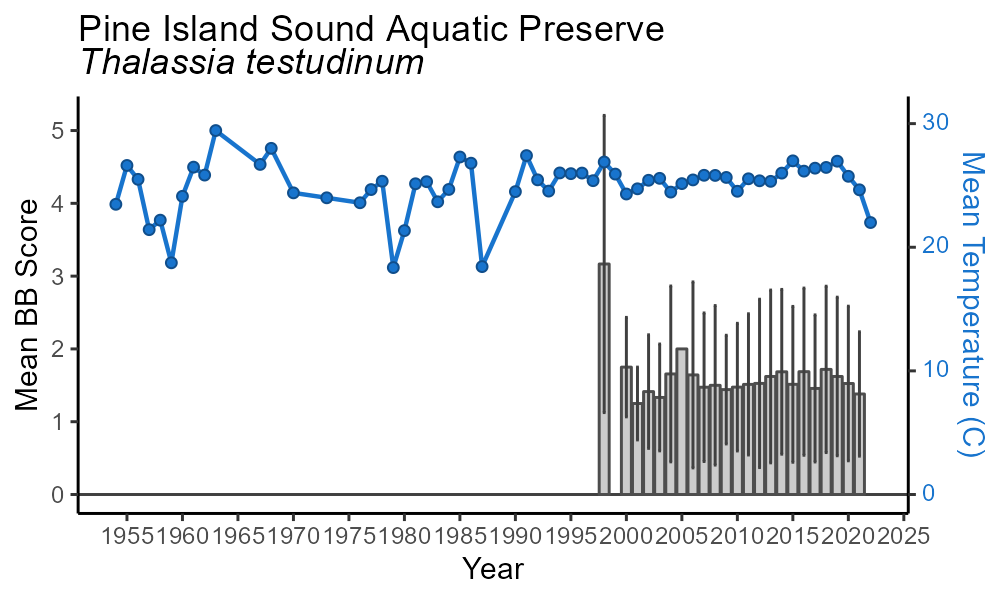 Pine Island Sound Aquatic Preserve
Thalassia testudinum
Mean BB Score
5
4
3
2
1
0
30
20
10
0
Mean Temperature (C)
1955 1960 1965 1970 1975 1980 1985 1990 1995 2000 2005 2010 2015 2020 2025
Year